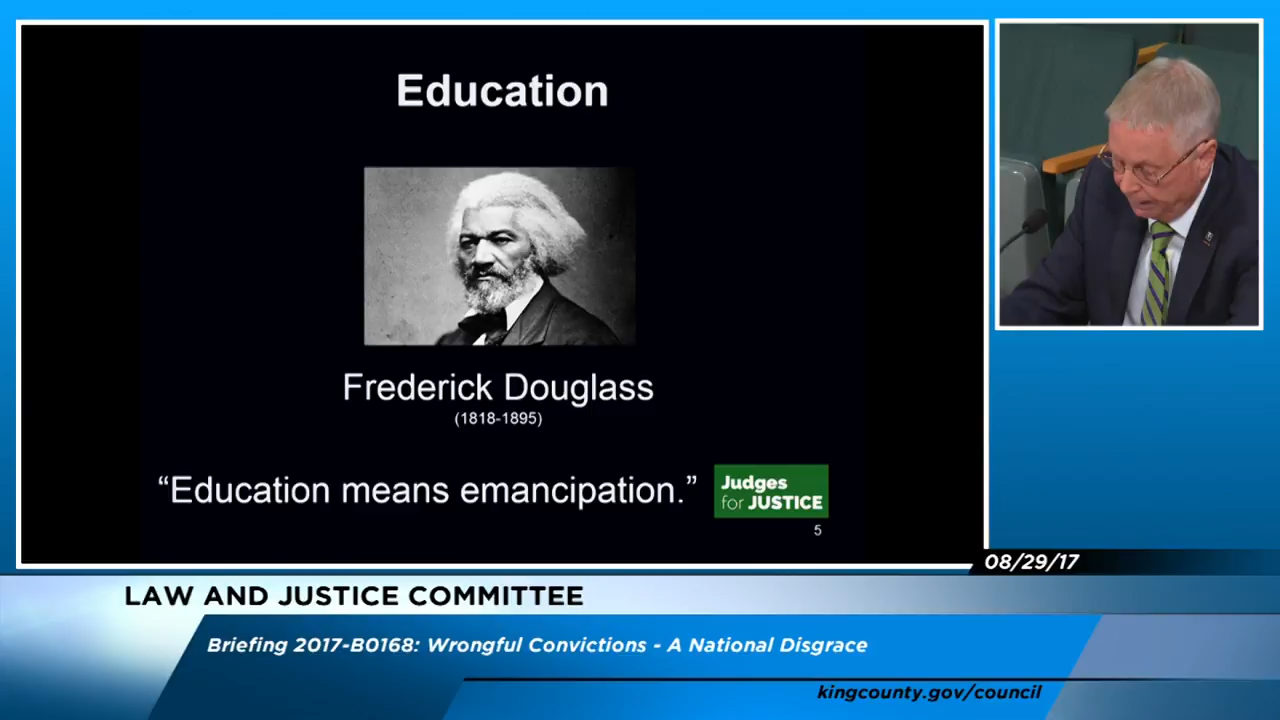 Education
Frederick Douglass
(1818-1895)
“Education means emancipation.”
Judges
for JUSTICE
5
08/29/17
LAW AND JUSTICE COMMITTEE
Briefing 2017-B0168: Wrongful Convictions - A National Disgrace
kingcounty.gov/council